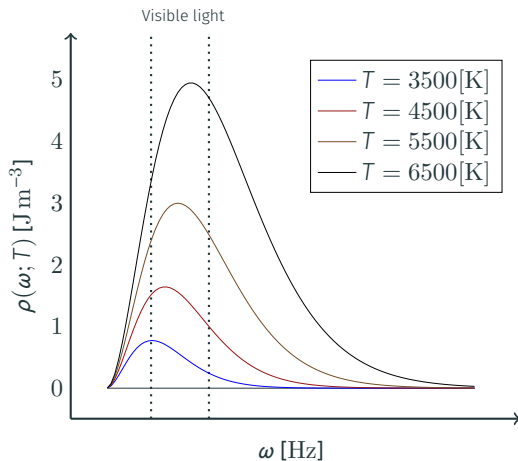 Visible light
5
4
3
2
1
0
ρ(ω; T) [J m⁻³]
ω [Hz]
T = 3500[K]
T = 4500[K]
T = 5500[K]
T = 6500[K]